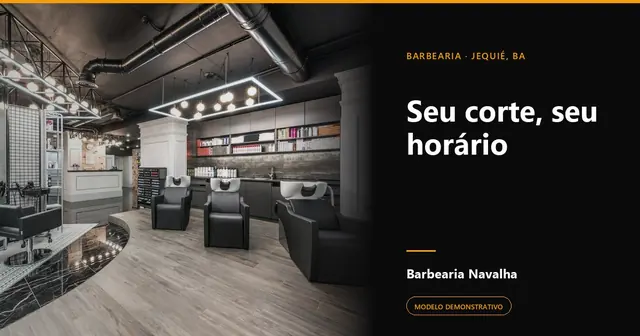 BARBEARIA · JEQUIÉ, BA
Seu corte, seu
horário
Barbearia Navalha
MODELO DEMONSTRATIVO